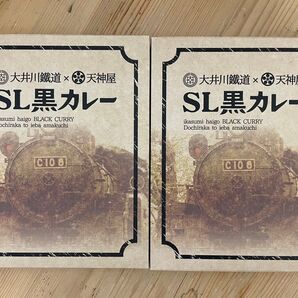 大井川鐵道×天神屋
SL黒カレー
ikasumi haigo BLACK CURRY
Dochiraka to ieba amakuchi
C10 8
大井川鐵道×天神屋
SL黒カレー
ikasumi haigo BLACK CURRY
Dochiraka to ieba amakuchi
C10 8